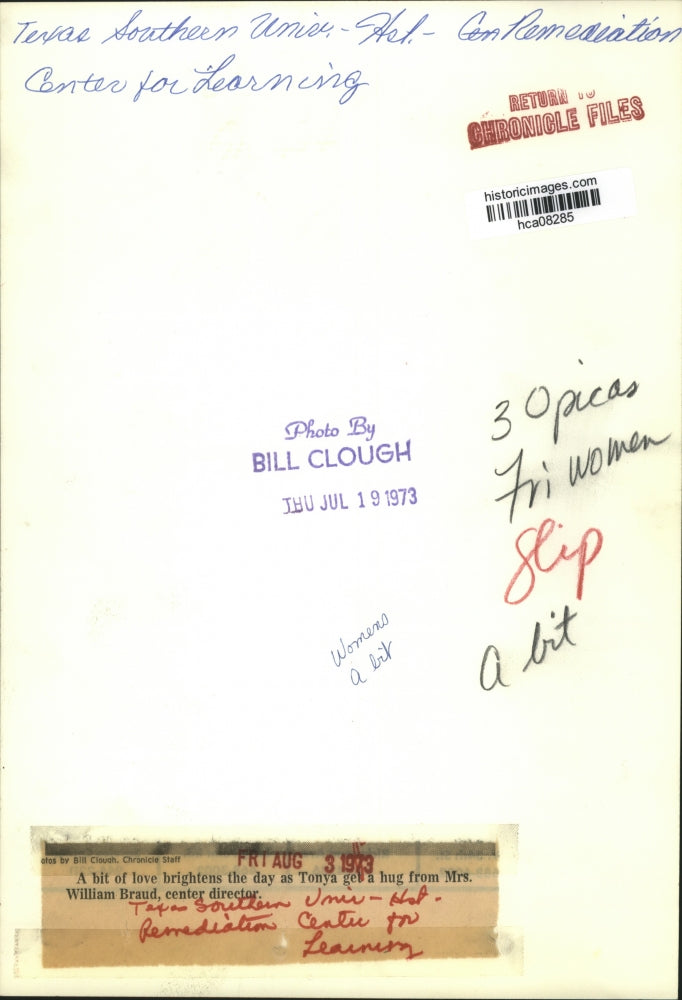 Texas Southern Univ.- Hst.- Con Remediation
Center for Learning
RETURN TO
CHRONICLE FILES
historicimages.com
hca08285
30 picas
Fri women
Slip
A bit
Photo By
BILL CLOUGH
THU JUL 19 1973
Womens
A bit
otos by Bill Clough, Chronicle Staff
FRI AUG 3 1973
A bit of love brightens the day as Tonya get a hug from Mrs.
William Braud, center director.
Texas Southern Univ - Hst.
Remediation Center for
Learning